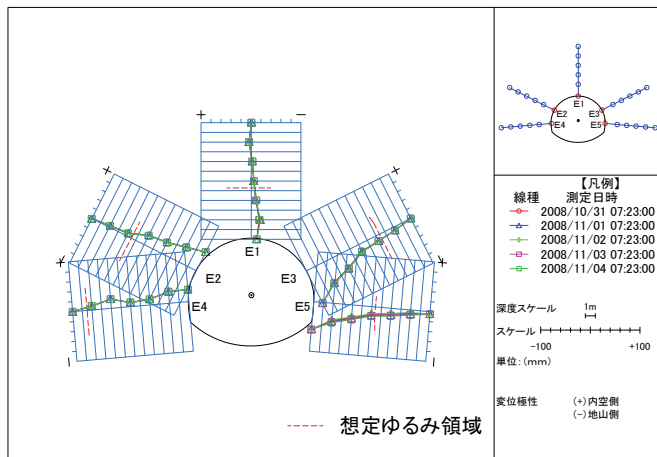 +
−
E1
E2
E3
E4
E5
想定ゆるみ領域
E1
E2
E3
E4
E5
【凡例】
線種 測定日時
2008/10/31 07:23:00
2008/11/01 07:23:00
2008/11/02 07:23:00
2008/11/03 07:23:00
2008/11/04 07:23:00
深度スケール 1m
スケール
-100 +100
単位:(mm)
変位極性 (+)内空側
(-)地山側